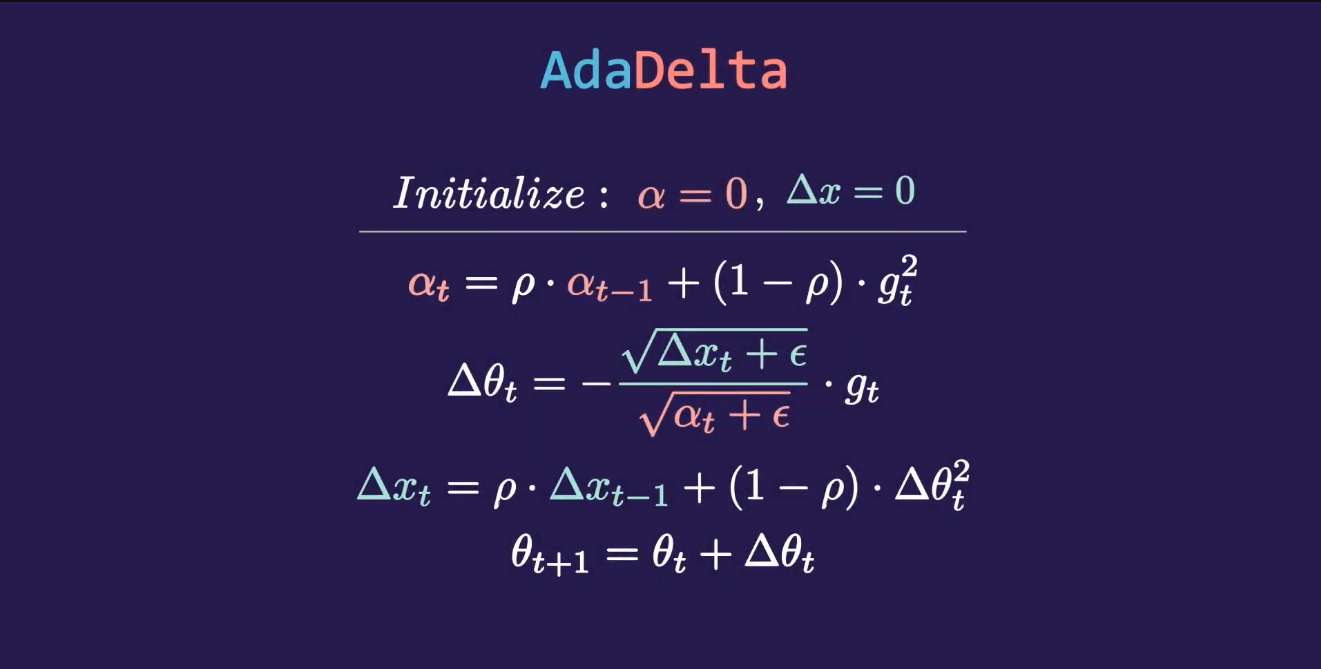 AdaDelta
Initialize : α = 0 , Δx = 0
α_t = ρ · α_{t−1} + (1 − ρ) · g_t^2
Δθ_t = − √(Δx_t + ϵ) / √(α_t + ϵ) · g_t
Δx_t = ρ · Δx_{t−1} + (1 − ρ) · Δθ_t^2
θ_{t+1} = θ_t + Δθ_t